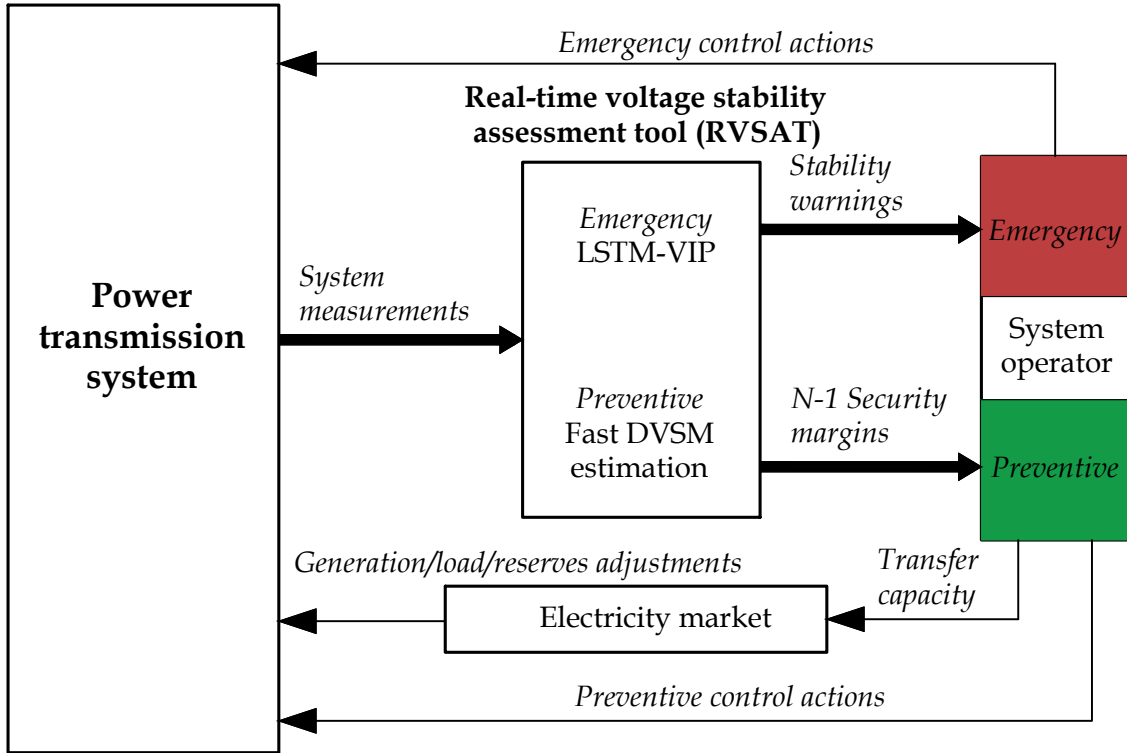 Emergency control actions
Real-time voltage stability
assessment tool (RVSAT)
Stability
warnings
Emergency
LSTM-VIP
Emergency
System
measurements
Power
transmission
system
System
operator
Preventive
Fast DVSM
estimation
N-1 Security
margins
Preventive
Generation/load/reserves adjustments
Transfer
capacity
Electricity market
Preventive control actions